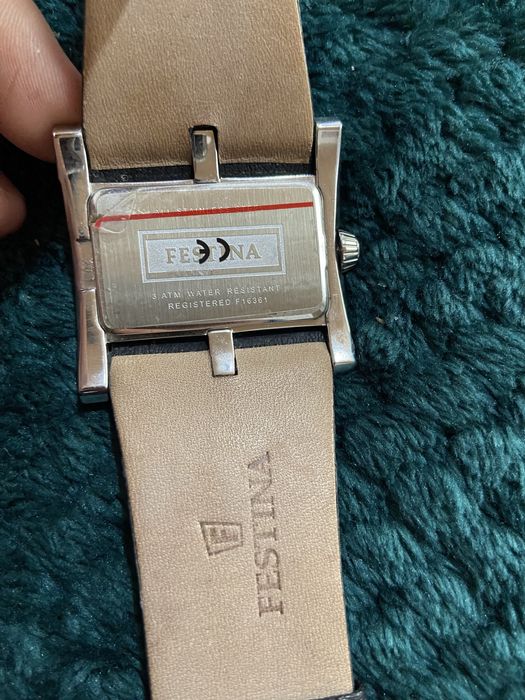 FESTINA
3 ATM WATER RESISTANT
REGISTERED F16361
F
FESTINA